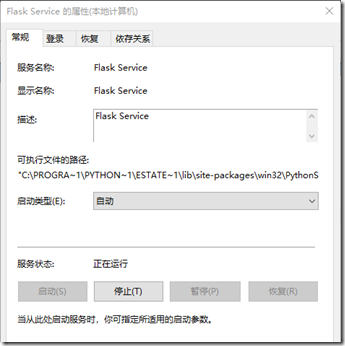 Flask Service 的属性(本地计算机)
常规 登录 恢复 依存关系
服务名称: Flask Service
显示名称: Flask Service
描述: Flask Service
可执行文件的路径:
"C:\PROGRA~1\PYTHON~1\ESTATE~1\lib\site-packages\win32\PythonS
启动类型(E): 自动
服务状态: 正在运行
启动(S) 停止(T) 暂停(P) 恢复(R)
当从此处启动服务时，你可指定所适用的启动参数。